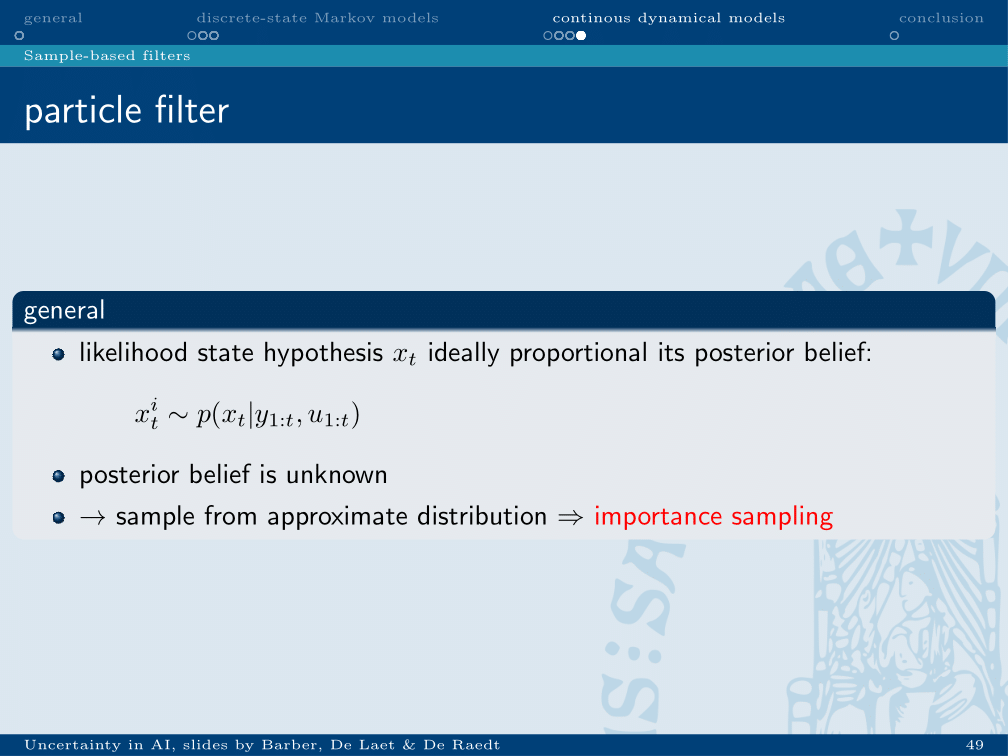 general discrete-state Markov models continous dynamical models conclusion
Sample-based filters
particle filter
general
likelihood state hypothesis $x_t$ ideally proportional its posterior belief:
$x_t^i \sim p(x_t|y_{1:t}, u_{1:t})$
posterior belief is unknown
→ sample from approximate distribution ⇒ importance sampling
Uncertainty in AI, slides by Barber, De Laet & De Raedt 49